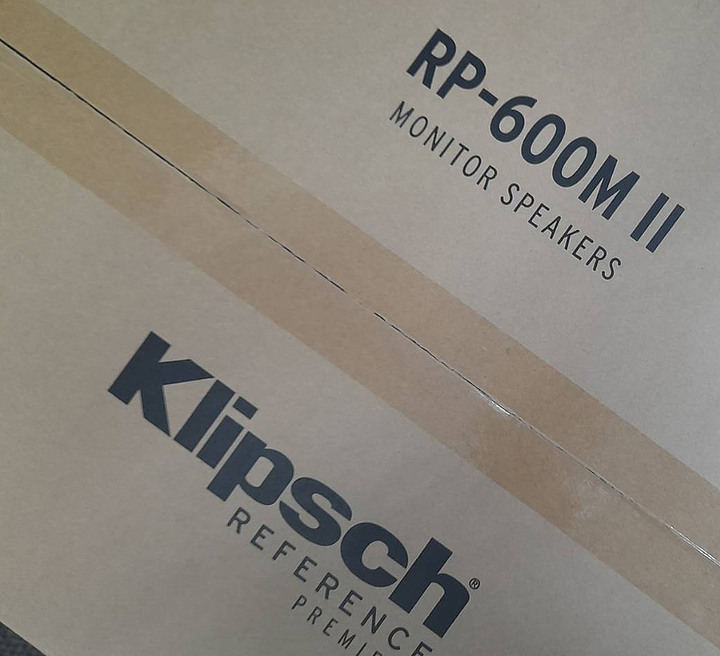 RP-600M II
MONITOR SPEAKERS
Klipsch®
REFERENCE